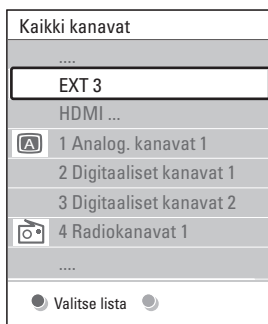 Kaikki kanavat
....
EXT 3
HDMI ...
A 1 Analog. kanavat 1
2 Digitaaliset kanavat 1
3 Digitaaliset kanavat 2
4 Radiokanavat 1
....
Valitse lista